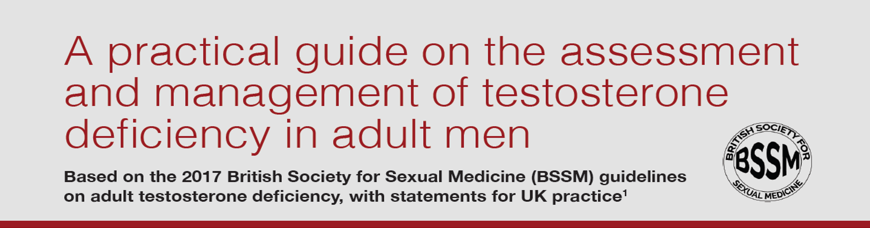 A practical guide on the assessment
and management of testosterone
deficiency in adult men
Based on the 2017 British Society for Sexual Medicine (BSSM) guidelines
on adult testosterone deficiency, with statements for UK practice¹
BRITISH SOCIETY FOR
BSSM
SEXUAL MEDICINE